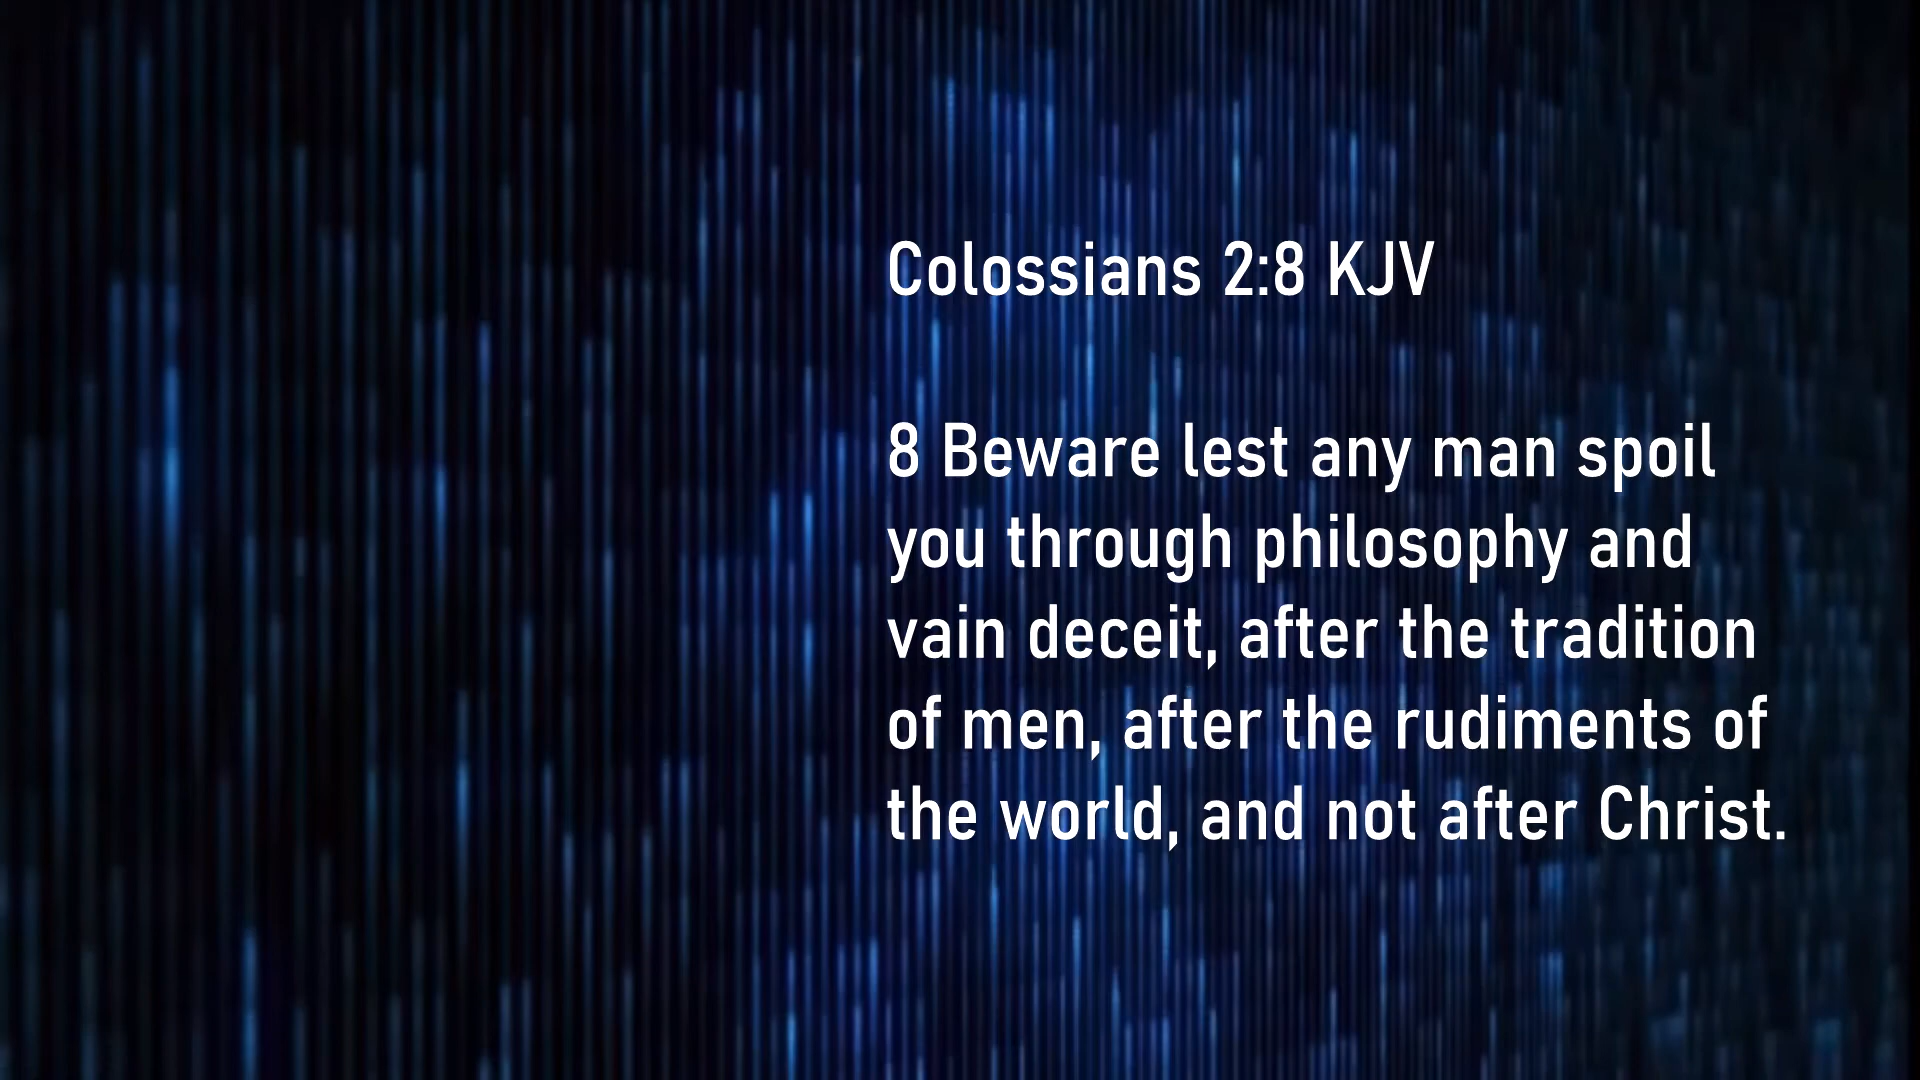 Colossians 2:8 KJV
8 Beware lest any man spoil
you through philosophy and
vain deceit, after the tradition
of men, after the rudiments of
the world, and not after Christ.